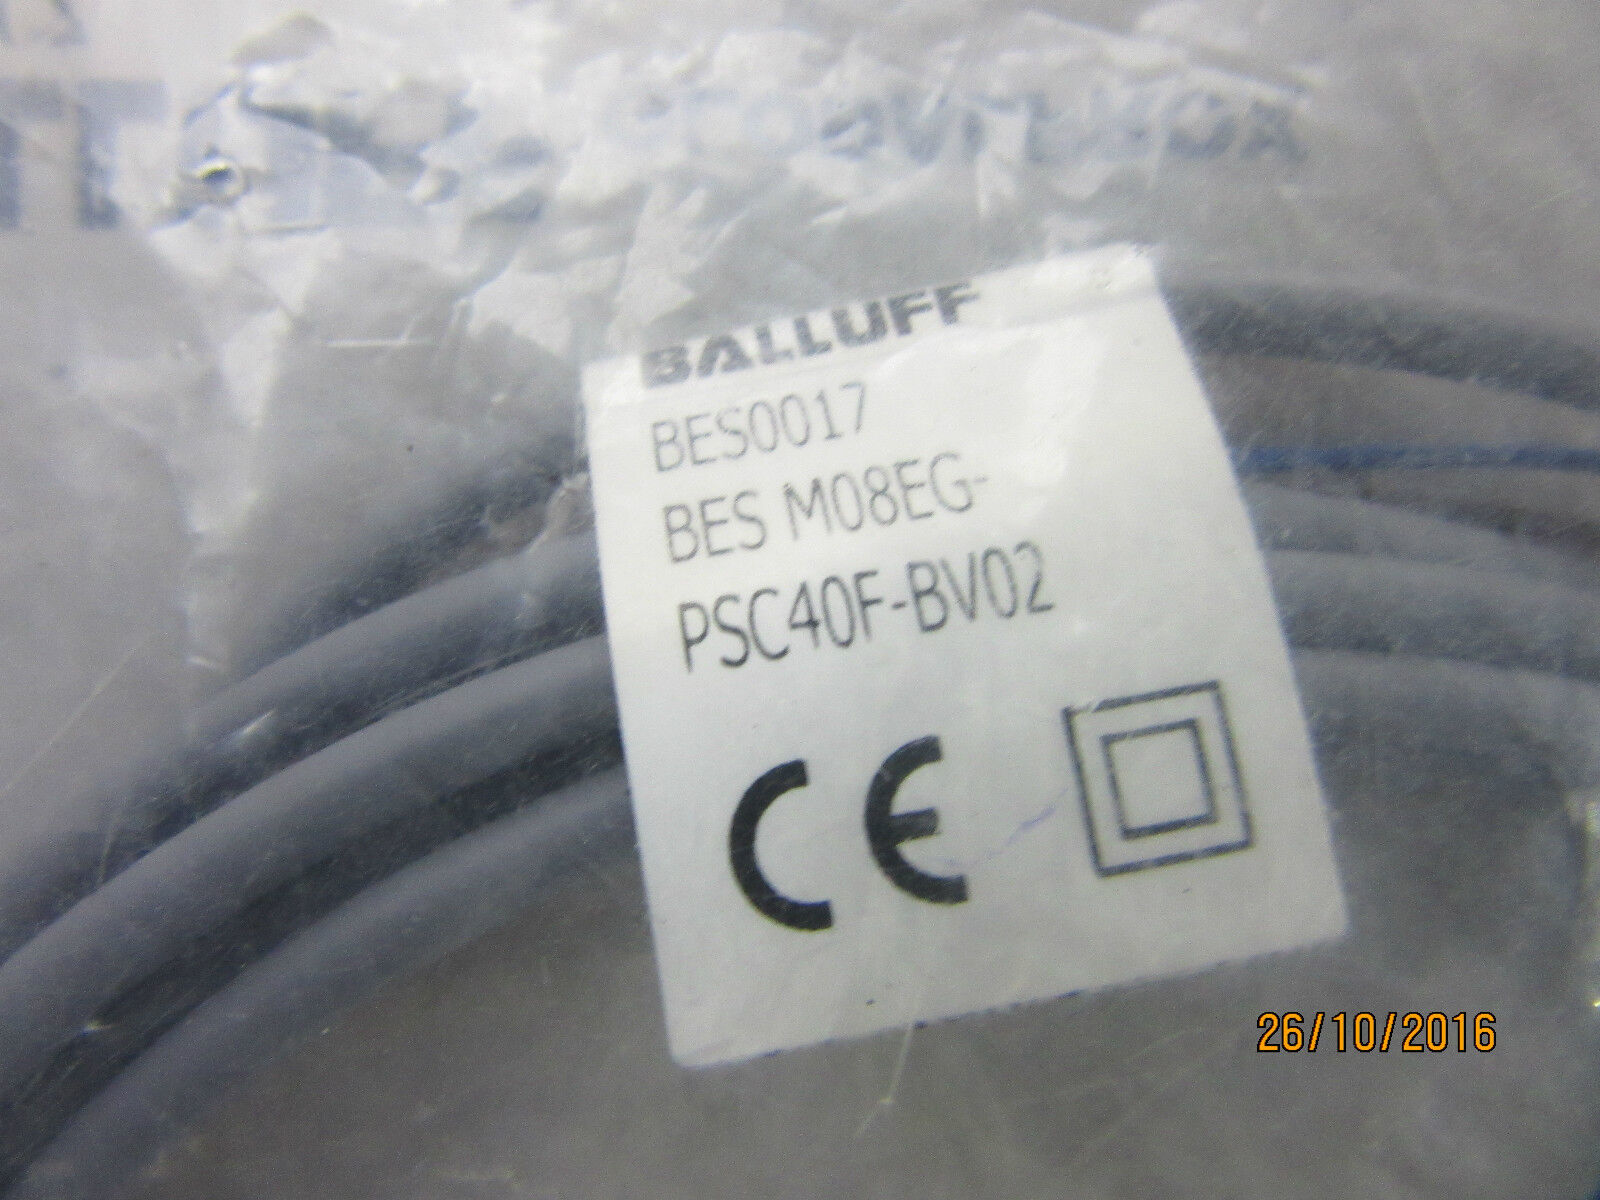 BALLUFF
BES0017
BES M08EG-
PSC40F-BV02
CE
26/10/2016